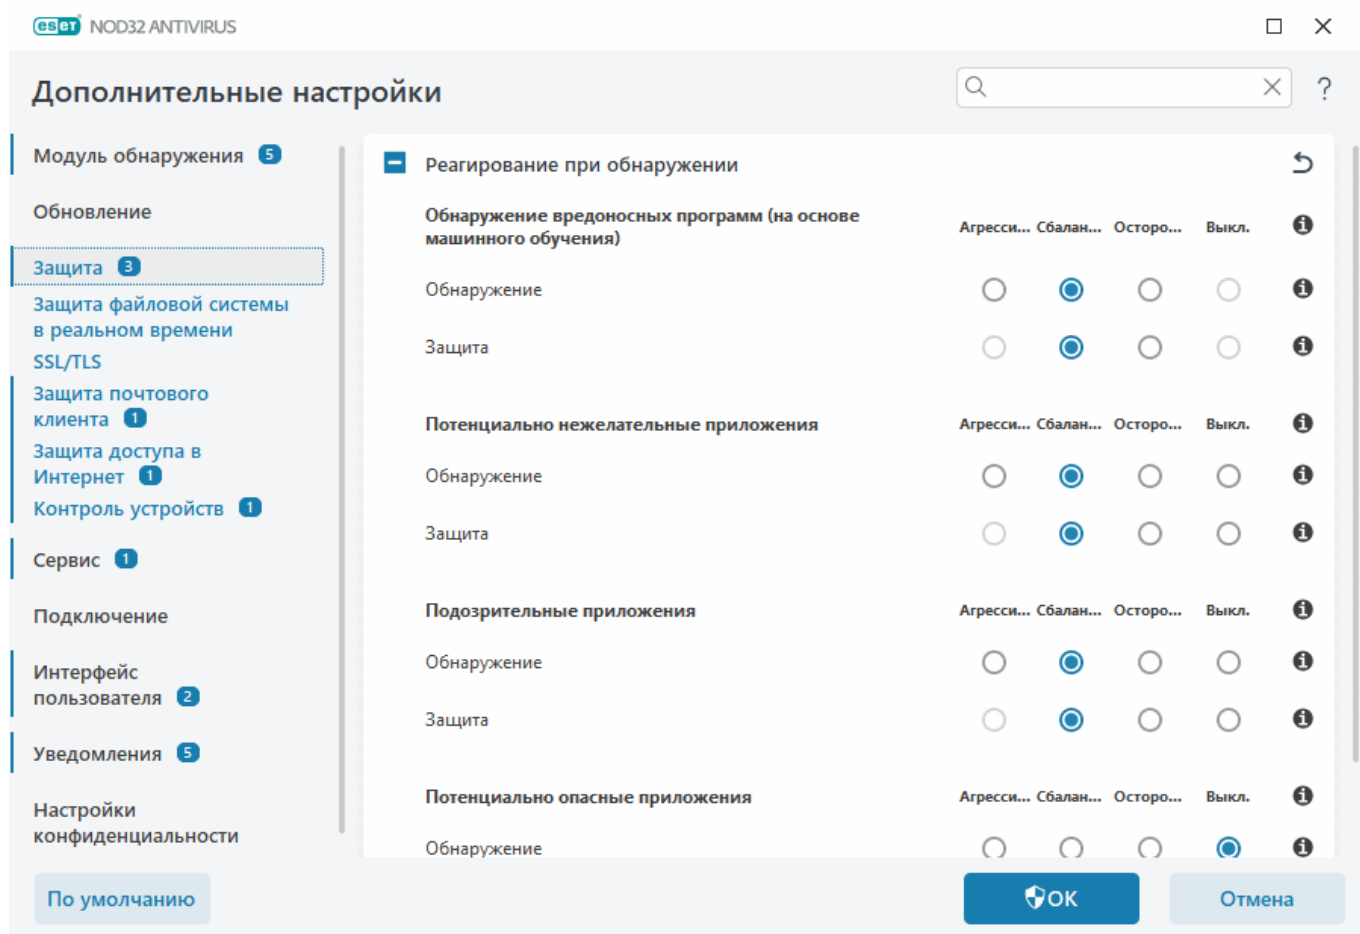 eset NOD32 ANTIVIRUS
Дополнительные настройки
?
Модуль обнаружения 5
Обновление
Защита 3
Защита файловой системы
в реальном времени
SSL/TLS
Защита почтового
клиента 1
Защита доступа в
Интернет 1
Контроль устройств 1
Сервис 1
Подключение
Интерфейс
пользователя 2
Уведомления 5
Настройки
конфиденциальности
Реагирование при обнаружении
Обнаружение вредоносных программ (на основе
машинного обучения)
Агресси... Сбалан... Осторо... Выкл.
Обнаружение
Защита
Потенциально нежелательные приложения Агресси... Сбалан... Осторо... Выкл.
Обнаружение
Защита
Подозрительные приложения Агресси... Сбалан... Осторо... Выкл.
Обнаружение
Защита
Потенциально опасные приложения Агресси... Сбалан... Осторо... Выкл.
Обнаружение
По умолчанию ОК Отмена